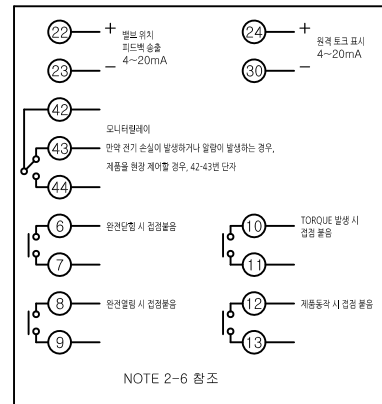 22 + 밸브 위치
피드백 송출
23 − 4~20mA
24 + 원격 토크 표시
30 − 4~20mA
42
모니터릴레이
43 만약 전기 손실이 발생하거나 알람이 발생하는 경우,
44 제품을 현장 제어할 경우, 42-43번 단자
6 완전닫힘 시 접점붙음
7
10 TORQUE 발생 시
접점 붙음
11
8 완전열림 시 접점붙음
9
12 제품동작 시 접점 붙음
13
NOTE 2-6 참조